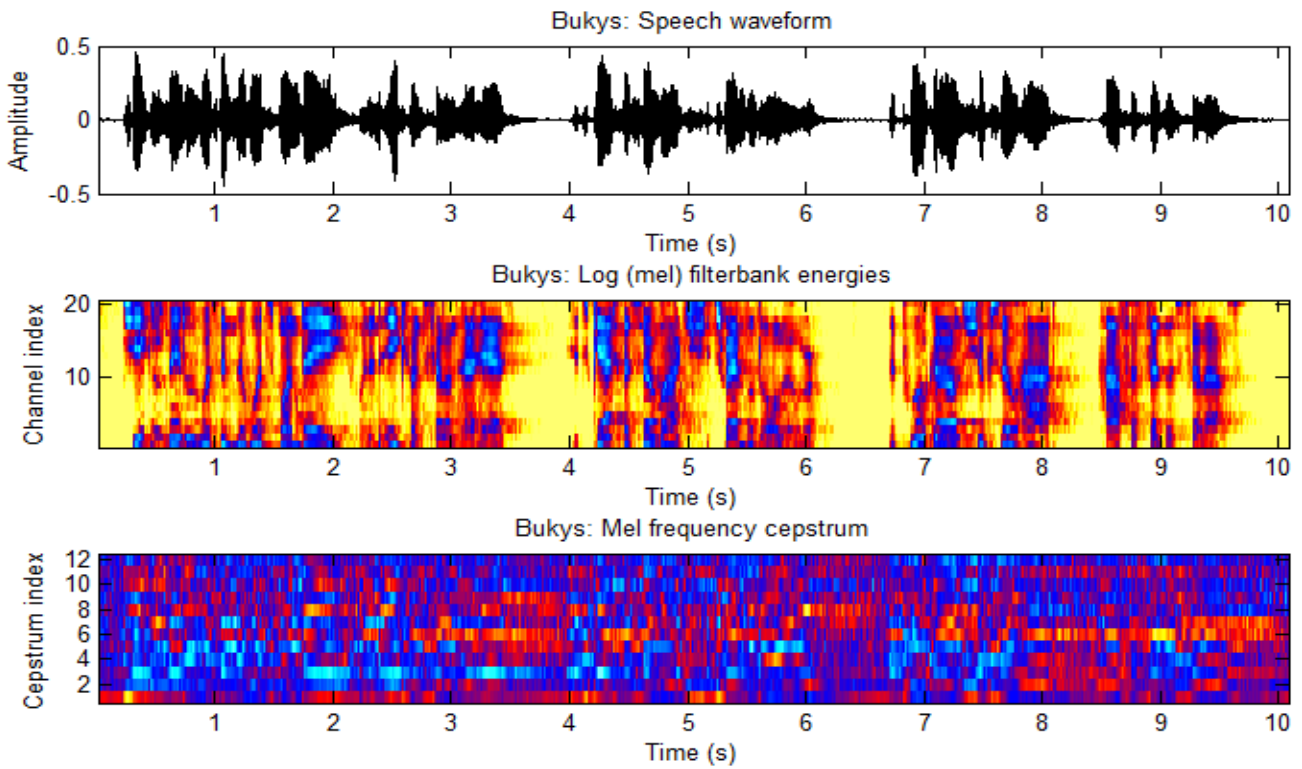 Bukys: Speech waveform
Amplitude
0.5
0
-0.5
1 2 3 4 5 6 7 8 9 10
Time (s)
Bukys: Log (mel) filterbank energies
Channel index
20
10
1 2 3 4 5 6 7 8 9 10
Time (s)
Bukys: Mel frequency cepstrum
Cepstrum index
12
10
8
6
4
2
1 2 3 4 5 6 7 8 9 10
Time (s)